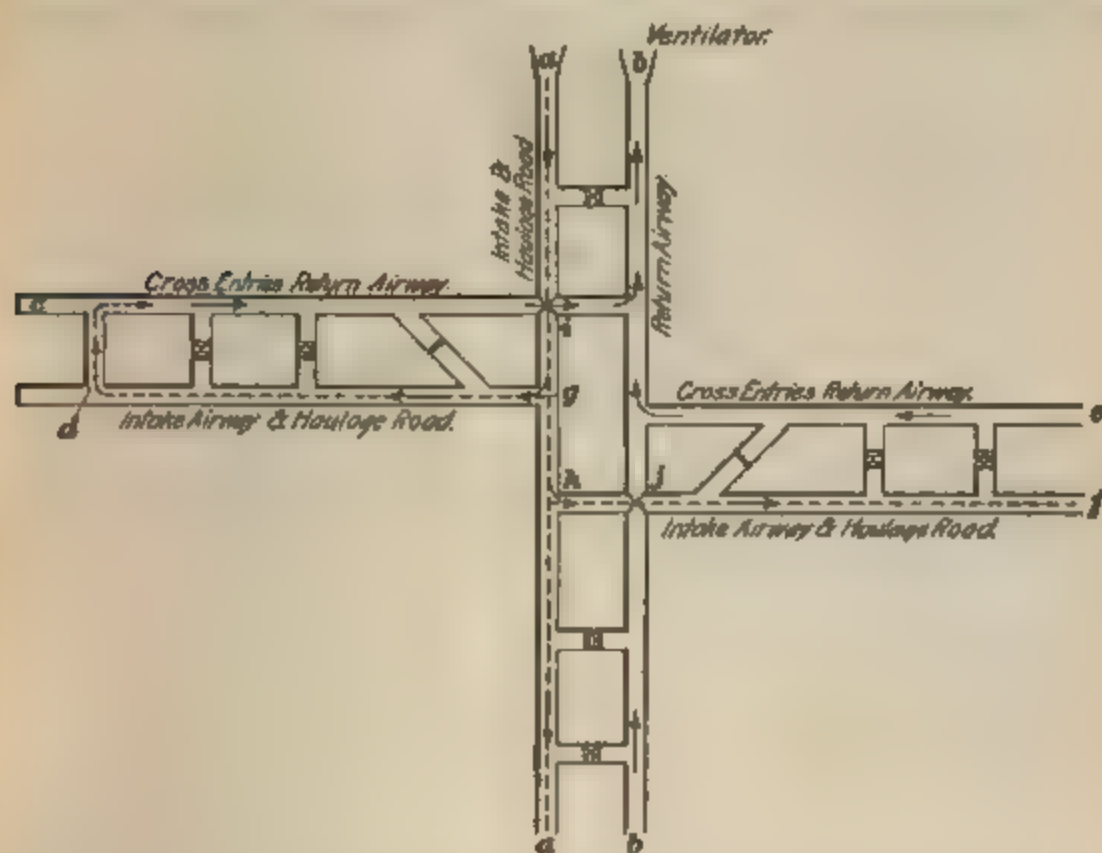 Ventilator.
a
b
Intake &
Haulage Road
Return Airway.
Cross Entries Return Airway.
c
i
g
d
Intake Airway & Haulage Road.
Cross Entries Return Airway.
e
h
j
f
Intake Airway & Haulage Road.
a
b